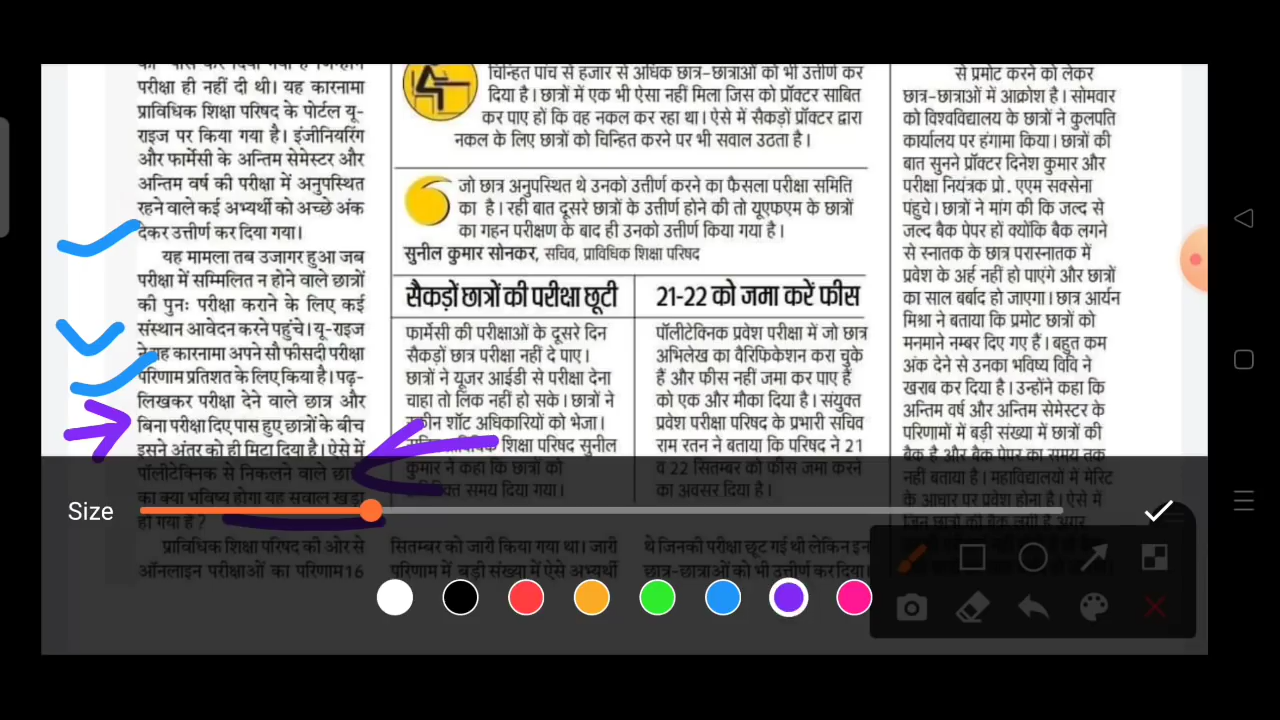 परीक्षा ही नहीं दी थी। यह कारनामा
प्राविधिक शिक्षा परिषद के पोर्टल यू-
राइज पर किया गया है। इंजीनियरिंग
और फार्मेसी के अन्तिम सेमेस्टर और
अन्तिम वर्ष की परीक्षा में अनुपस्थित
रहने वाले कई अभ्यर्थी को अच्छे अंक
देकर उत्तीर्ण कर दिया गया।
यह मामला तब उजागर हुआ जब
परीक्षा में सम्मिलित न होने वाले छात्रों
की पुनः परीक्षा कराने के लिए कई
संस्थान आवेदन करने पहुंचे। यू-राइज
ने यह कारनामा अपने सौ फीसदी परीक्षा
परिणाम प्रतिशत के लिए किया है। पढ़-
लिखकर परीक्षा देने वाले छात्र और
बिना परीक्षा दिए पास हुए छात्रों के बीच
इसने अंतर को ही मिटा दिया है। ऐसे में
पॉलीटेक्निक से निकलने वाले
का क्या भविष्य होगा यह सवाल खड़ा
हो गया है?
प्राविधिक शिक्षा परिषद की ओर से
ऑनलाइन परीक्षाओं का परिणाम 16
चिन्हित पांच से हजार से अधिक छात्र-छात्राओं को भी उत्तीर्ण कर
दिया है। छात्रों में एक भी ऐसा नहीं मिला जिस को प्रॉक्टर साबित
कर पाए हों कि वह नकल कर रहा था। ऐसे में सैकड़ों प्रॉक्टर द्वारा
नकल के लिए छात्रों को चिन्हित करने पर भी सवाल उठता है।
जो छात्र अनुपस्थित थे उनको उत्तीर्ण करने का फैसला परीक्षा समिति
का है। रही बात दूसरे छात्रों के उत्तीर्ण होने की तो यूएफएम के छात्रों
का गहन परीक्षण के बाद ही उनको उत्तीर्ण किया गया है।
सुनील कुमार सोनकर, सचिव, प्राविधिक शिक्षा परिषद
सैकड़ों छात्रों की परीक्षा छूटी
फार्मेसी की परीक्षाओं के दूसरे दिन
सैकड़ों छात्र परीक्षा नहीं दे पाए।
छात्रों ने यूजर आईडी से परीक्षा देना
चाहा तो लिंक नहीं हो सके। छात्रों ने
स्क्रीन शॉट अधिकारियों को भेजा।
शिक्षा परिषद सुनील
कुमार ने कहा कि छात्रों को
समय दिया गया।
सितम्बर को जारी किया गया था। जारी
परिणाम में बड़ी संख्या में ऐसे अभ्यर्थी
21-22 को जमा करें फीस
पॉलीटेक्निक प्रवेश परीक्षा में जो छात्र
अभिलेख का वैरिफिकेशन करा चुके
हैं और फीस नहीं जमा कर पाए हैं
को एक और मौका दिया है। संयुक्त
प्रवेश परीक्षा परिषद के प्रभारी सचिव
राम रतन ने बताया कि परिषद ने 21
व 22 सितम्बर को फीस जमा करने
का अवसर दिया है।
थे जिनकी परीक्षा छूट गई थी लेकिन इन
छात्र-छात्राओं को भी उत्तीर्ण कर दिया।
से प्रमोट करने को लेकर
छात्र-छात्राओं में आक्रोश है। सोमवार
को विश्वविद्यालय के छात्रों ने कुलपति
कार्यालय पर हंगामा किया। छात्रों की
बात सुनने प्रॉक्टर दिनेश कुमार और
परीक्षा नियंत्रक प्रो. एएम सक्सेना
पंहुचे। छात्रों ने मांग की कि जल्द से
जल्द बैक पेपर हों क्योंकि बैक लगने
से स्नातक के छात्र परास्नातक में
प्रवेश के अर्ह नहीं हो पाएंगे और छात्रों
का साल बर्बाद हो जाएगा। छात्र आर्यन
मिश्रा ने बताया कि प्रमोट छात्रों को
मनमाने नम्बर दिए गए हैं। बहुत कम
अंक देने से उनका भविष्य विवि ने
खराब कर दिया है। उन्होंने कहा कि
अन्तिम वर्ष और अन्तिम सेमेस्टर के
परिणामों में बड़ी संख्या में छात्रों की
बैक है और बैक पेपर का समय तक
नहीं बताया है। महाविद्यालयों में मेरिट
के आधार पर प्रवेश होना है। ऐसे में
जिन छात्रों की बैक लगी है अगर
Size